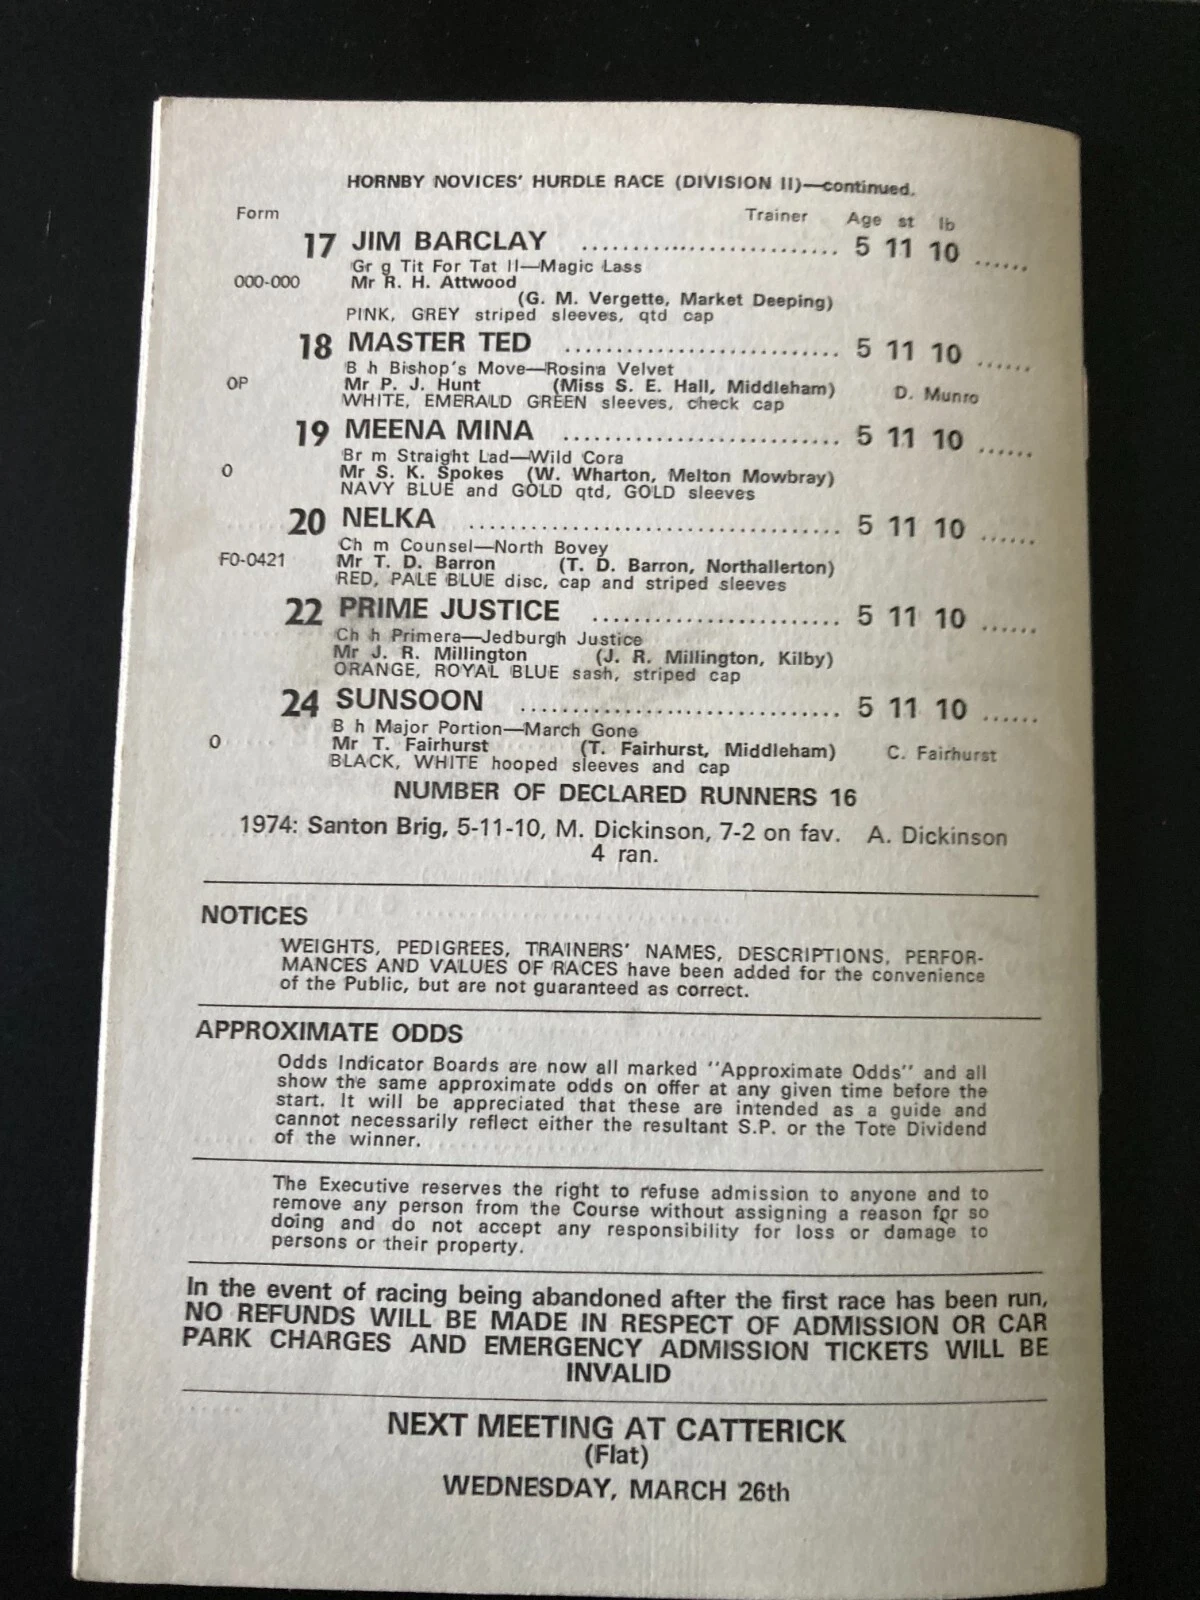 HORNBY NOVICES' HURDLE RACE (DIVISION II)—continued.
Form Trainer Age st lb
17 JIM BARCLAY .............................. 5 11 10 ......
Gr g Tit For Tat II—Magic Lass
000-000 Mr R. H. Attwood
(G. M. Vergette, Market Deeping)
PINK, GREY striped sleeves, qtd cap
18 MASTER TED .............................. 5 11 10 ......
B h Bishop's Move—Rosina Velvet
OP Mr P. J. Hunt (Miss S. E. Hall, Middleham) D. Munro
WHITE, EMERALD GREEN sleeves, check cap
19 MEENA MINA .............................. 5 11 10 ......
Br m Straight Lad—Wild Cora
O Mr S. K. Spokes (W. Wharton, Melton Mowbray)
NAVY BLUE and GOLD qtd, GOLD sleeves
20 NELKA ........................................ 5 11 10 ......
Ch m Counsel—North Bovey
F0-0421 Mr T. D. Barron (T. D. Barron, Northallerton)
RED, PALE BLUE disc, cap and striped sleeves
22 PRIME JUSTICE ........................... 5 11 10 ......
Ch h Primera—Jedburgh Justice
Mr J. R. Millington (J. R. Millington, Kilby)
ORANGE, ROYAL BLUE sash, striped cap
24 SUNSOON .................................. 5 11 10 ......
B h Major Portion—March Gone
O Mr T. Fairhurst (T. Fairhurst, Middleham) C. Fairhurst
BLACK, WHITE hooped sleeves and cap
NUMBER OF DECLARED RUNNERS 16
1974: Santon Brig, 5-11-10, M. Dickinson, 7-2 on fav. A. Dickinson
4 ran.
NOTICES
WEIGHTS, PEDIGREES, TRAINERS' NAMES, DESCRIPTIONS, PERFOR-
MANCES AND VALUES OF RACES have been added for the convenience
of the Public, but are not guaranteed as correct.
APPROXIMATE ODDS
Odds Indicator Boards are now all marked "Approximate Odds" and all
show the same approximate odds on offer at any given time before the
start. It will be appreciated that these are intended as a guide and
cannot necessarily reflect either the resultant S.P. or the Tote Dividend
of the winner.
The Executive reserves the right to refuse admission to anyone and to
remove any person from the Course without assigning a reason for so
doing and do not accept any responsibility for loss or damage to
persons or their property.
In the event of racing being abandoned after the first race has been run,
NO REFUNDS WILL BE MADE IN RESPECT OF ADMISSION OR CAR
PARK CHARGES AND EMERGENCY ADMISSION TICKETS WILL BE
INVALID
NEXT MEETING AT CATTERICK
(Flat)
WEDNESDAY, MARCH 26th